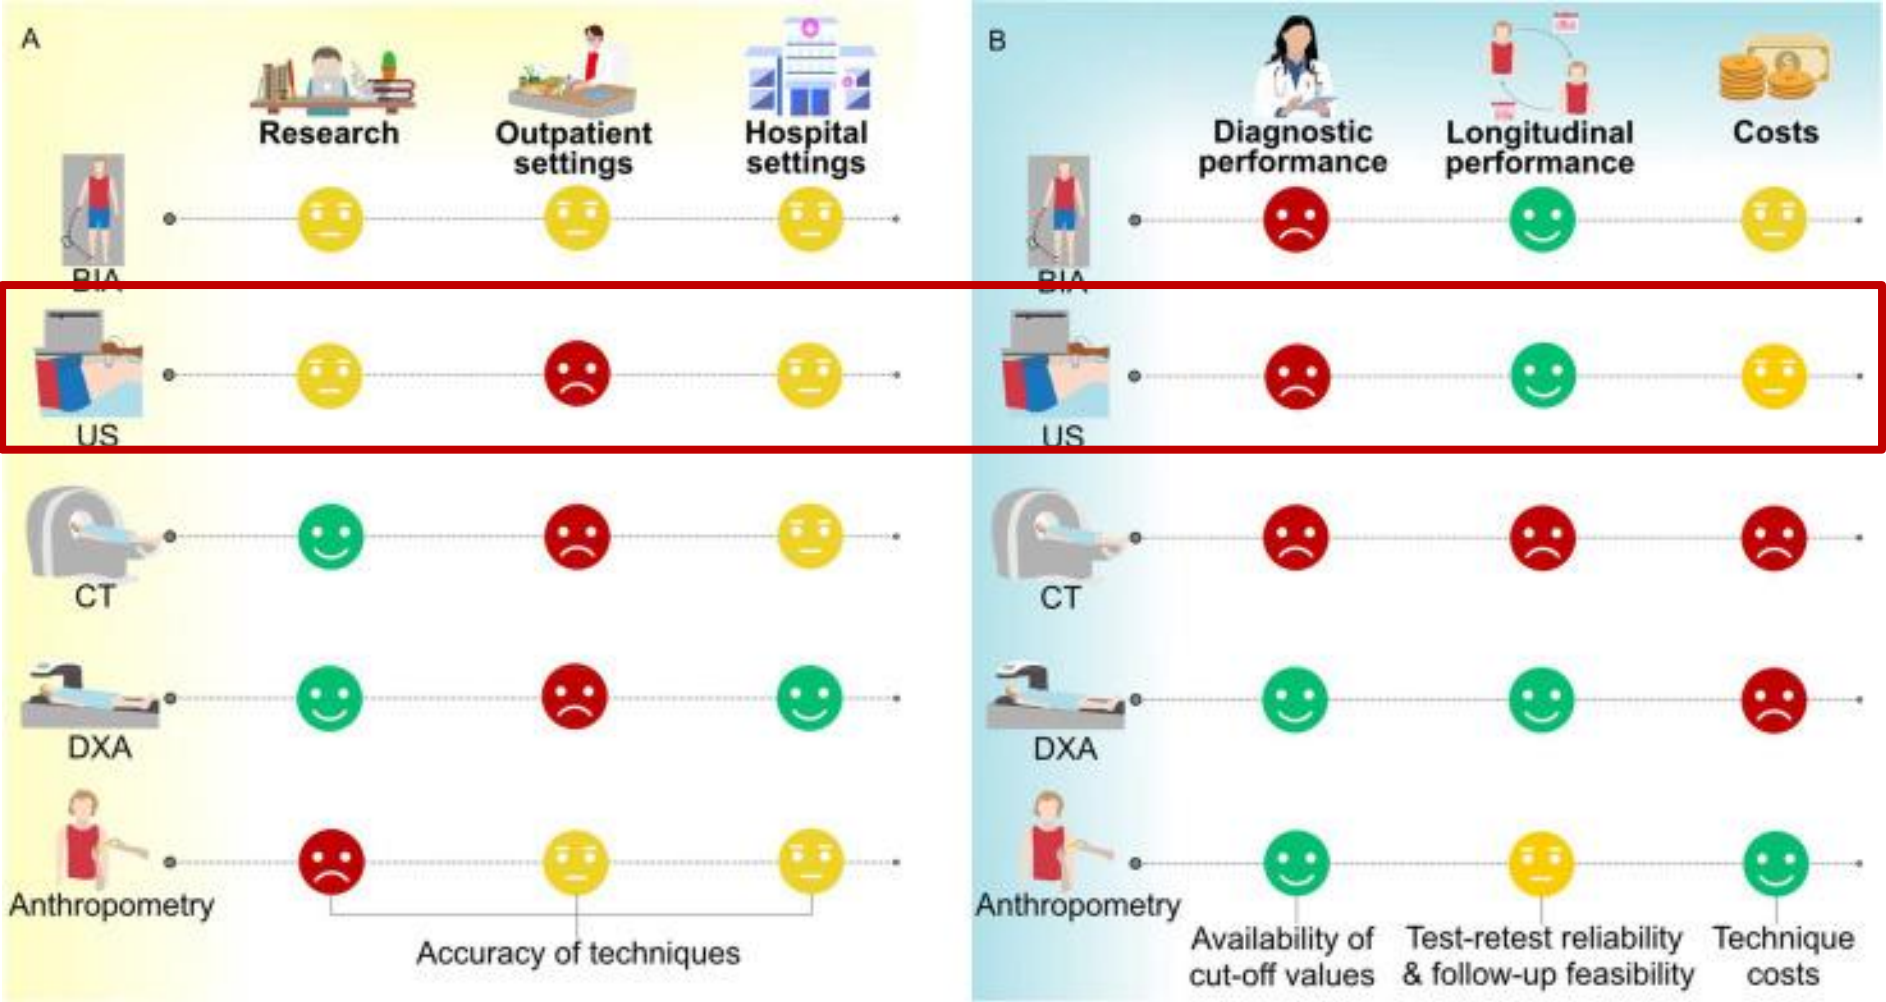 A
Research
Outpatient
settings
Hospital
settings
BIA
US
CT
DXA
Anthropometry
Accuracy of techniques
B
Diagnostic
performance
Longitudinal
performance
Costs
BIA
US
CT
DXA
Anthropometry
Availability of
cut-off values
Test-retest reliability
& follow-up feasibility
Technique
costs